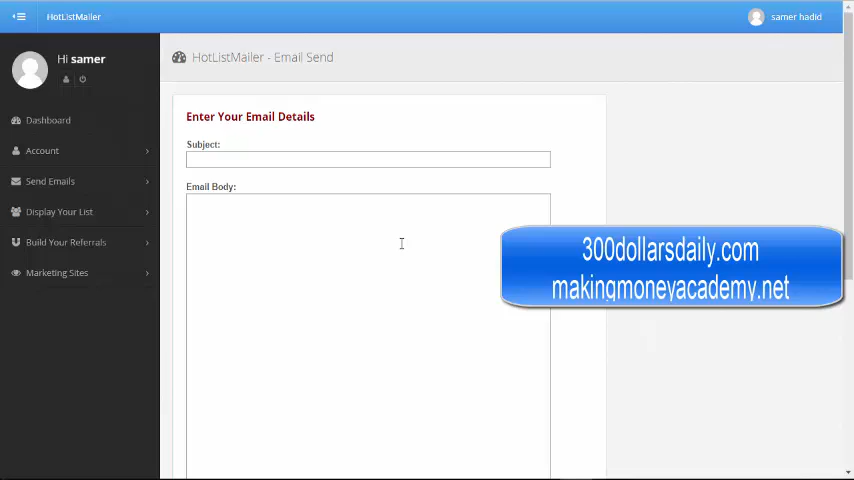 HotListMailer
samer hadid
Hi samer
HotListMailer - Email Send
Dashboard
Account
Send Emails
Display Your List
Build Your Referrals
Marketing Sites
Enter Your Email Details
Subject:
Email Body:
300dollarsdaily.com
makingmoneyacademy.net